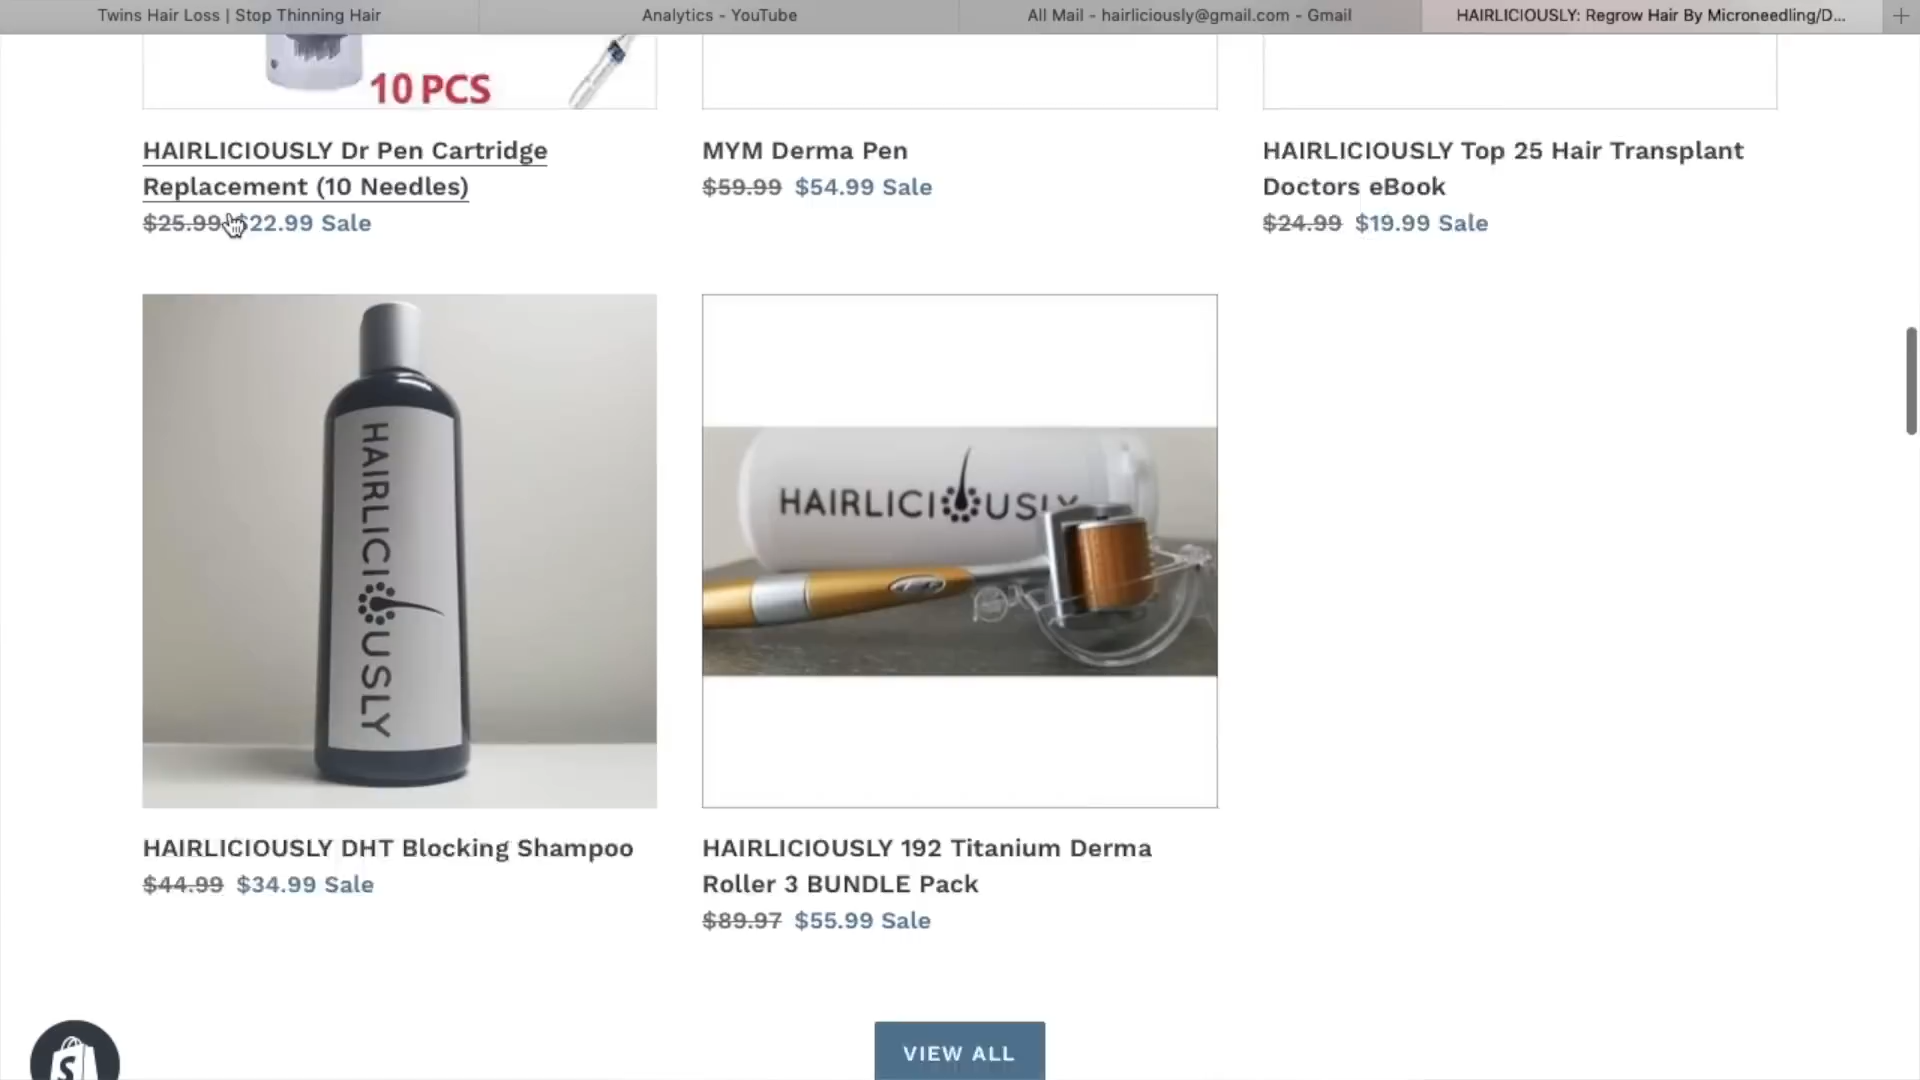 Twins Hair Loss | Stop Thinning Hair
Analytics - YouTube
All Mail - hairliciously@gmail.com - Gmail
HAIRLICIOUSLY: Regrow Hair By Microneedling/D...
10 PCS
HAIRLICIOUSLY Dr Pen Cartridge
Replacement (10 Needles)
$25.99 $22.99 Sale
MYM Derma Pen
$59.99 $54.99 Sale
HAIRLICIOUSLY Top 25 Hair Transplant
Doctors eBook
$24.99 $19.99 Sale
HAIRLICIOUSLY
HAIRLICIOUSLY
HAIRLICIOUSLY DHT Blocking Shampoo
$44.99 $34.99 Sale
HAIRLICIOUSLY 192 Titanium Derma
Roller 3 BUNDLE Pack
$89.97 $55.99 Sale
VIEW ALL